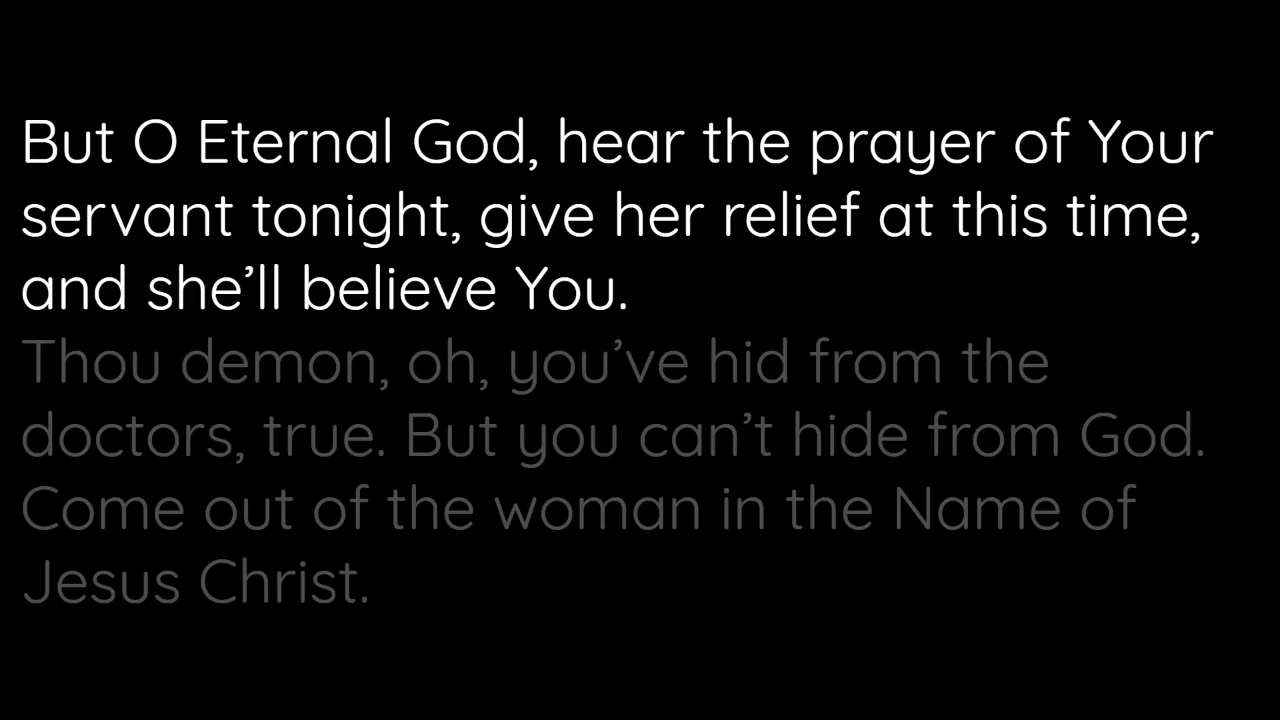 But O Eternal God, hear the prayer of Your
servant tonight, give her relief at this time,
and she’ll believe You.
Thou demon, oh, you’ve hid from the
doctors, true. But you can’t hide from God.
Come out of the woman in the Name of
Jesus Christ.